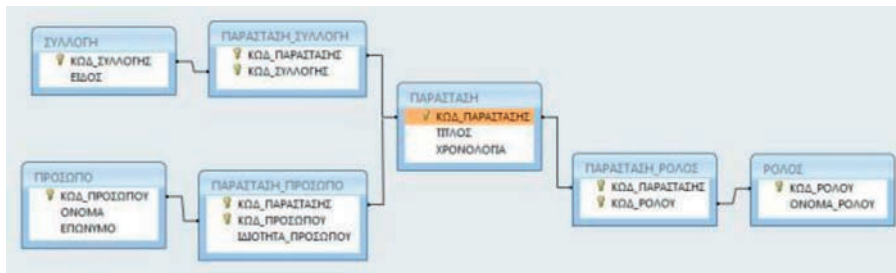 ΣΥΛΛΟΓΗ
ΚΩΔ_ΣΥΛΛΟΓΗΣ
ΕΙΔΟΣ
ΠΑΡΑΣΤΑΣΗ_ΣΥΛΛΟΓΗ
ΚΩΔ_ΠΑΡΑΣΤΑΣΗΣ
ΚΩΔ_ΣΥΛΛΟΓΗΣ
ΠΑΡΑΣΤΑΣΗ
ΚΩΔ_ΠΑΡΑΣΤΑΣΗΣ
ΤΙΤΛΟΣ
ΧΡΟΝΟΛΟΓΙΑ
ΠΡΟΣΩΠΟ
ΚΩΔ_ΠΡΟΣΩΠΟΥ
ΟΝΟΜΑ
ΕΠΩΝΥΜΟ
ΠΑΡΑΣΤΑΣΗ_ΠΡΟΣΩΠΟ
ΚΩΔ_ΠΑΡΑΣΤΑΣΗΣ
ΚΩΔ_ΠΡΟΣΩΠΟΥ
ΙΔΙΟΤΗΤΑ_ΠΡΟΣΩΠΟΥ
ΠΑΡΑΣΤΑΣΗ_ΡΟΛΟΣ
ΚΩΔ_ΠΑΡΑΣΤΑΣΗΣ
ΚΩΔ_ΡΟΛΟΥ
ΡΟΛΟΣ
ΚΩΔ_ΡΟΛΟΥ
ΟΝΟΜΑ_ΡΟΛΟΥ